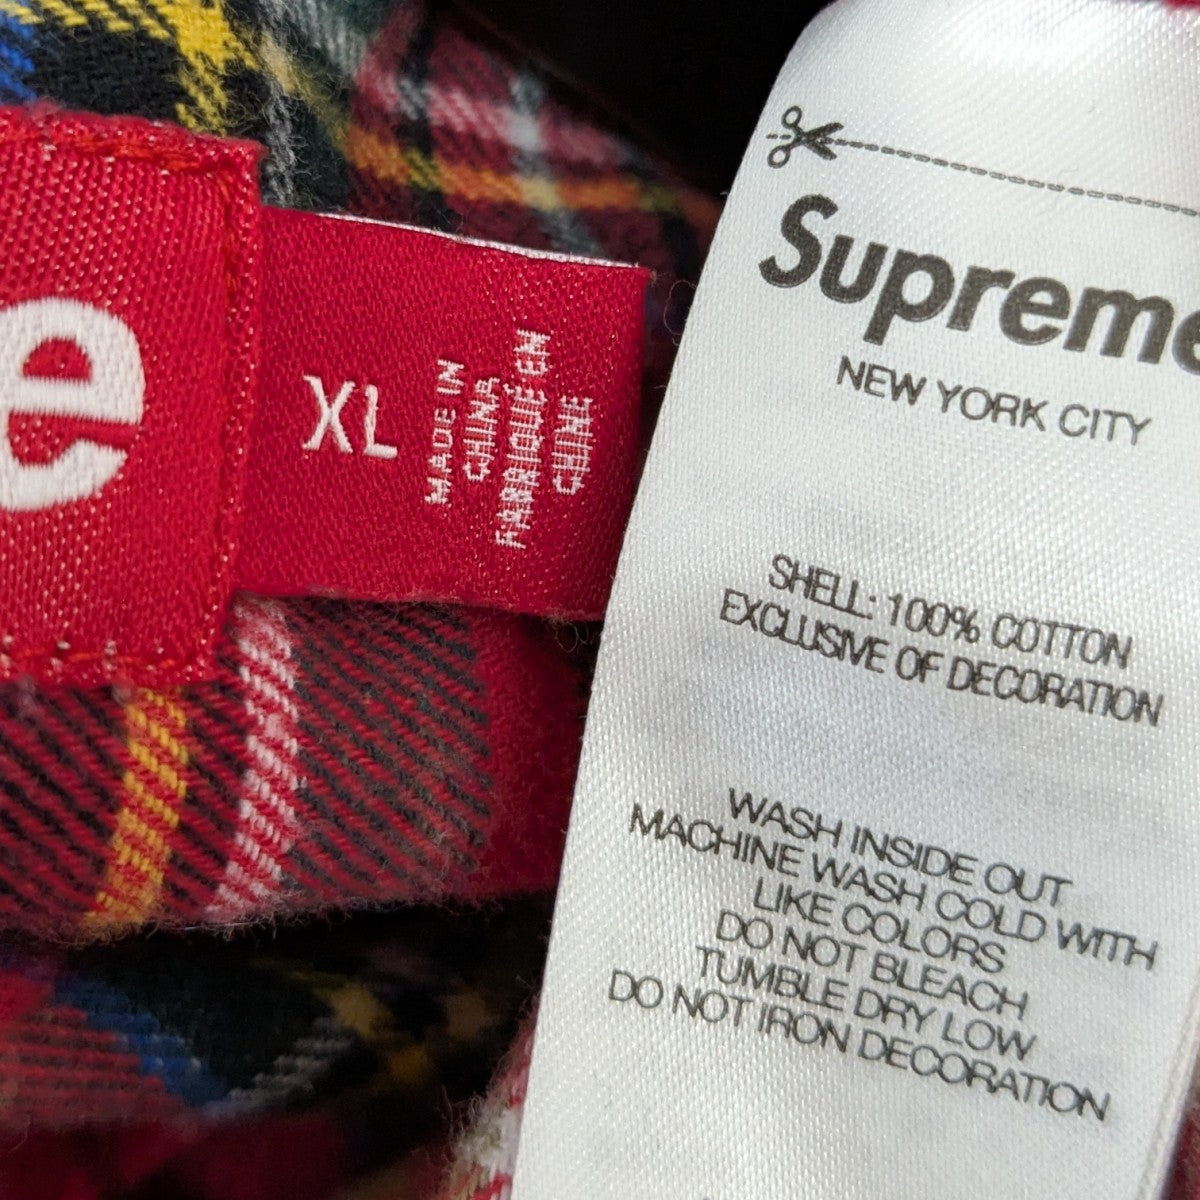 e
XL
MADE IN
CHINA
FABRIQUÉ EN
CHINE
Supreme
NEW YORK CITY
SHELL: 100% COTTON
EXCLUSIVE OF DECORATION
WASH INSIDE OUT
MACHINE WASH COLD WITH
LIKE COLORS
DO NOT BLEACH
TUMBLE DRY LOW
DO NOT IRON DECORATION